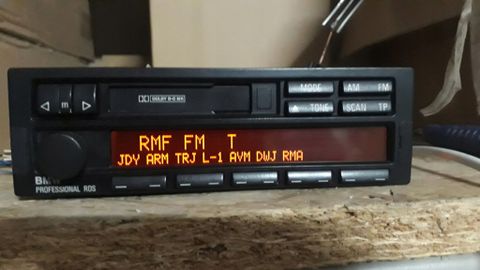 DOLBY B-C NR
MODE
AM FM
m
TONE
SCAN TP
RMF FM T
JDY ARM TRJ L-1 AVM DWJ RMA
BMW
PROFESSIONAL RDS